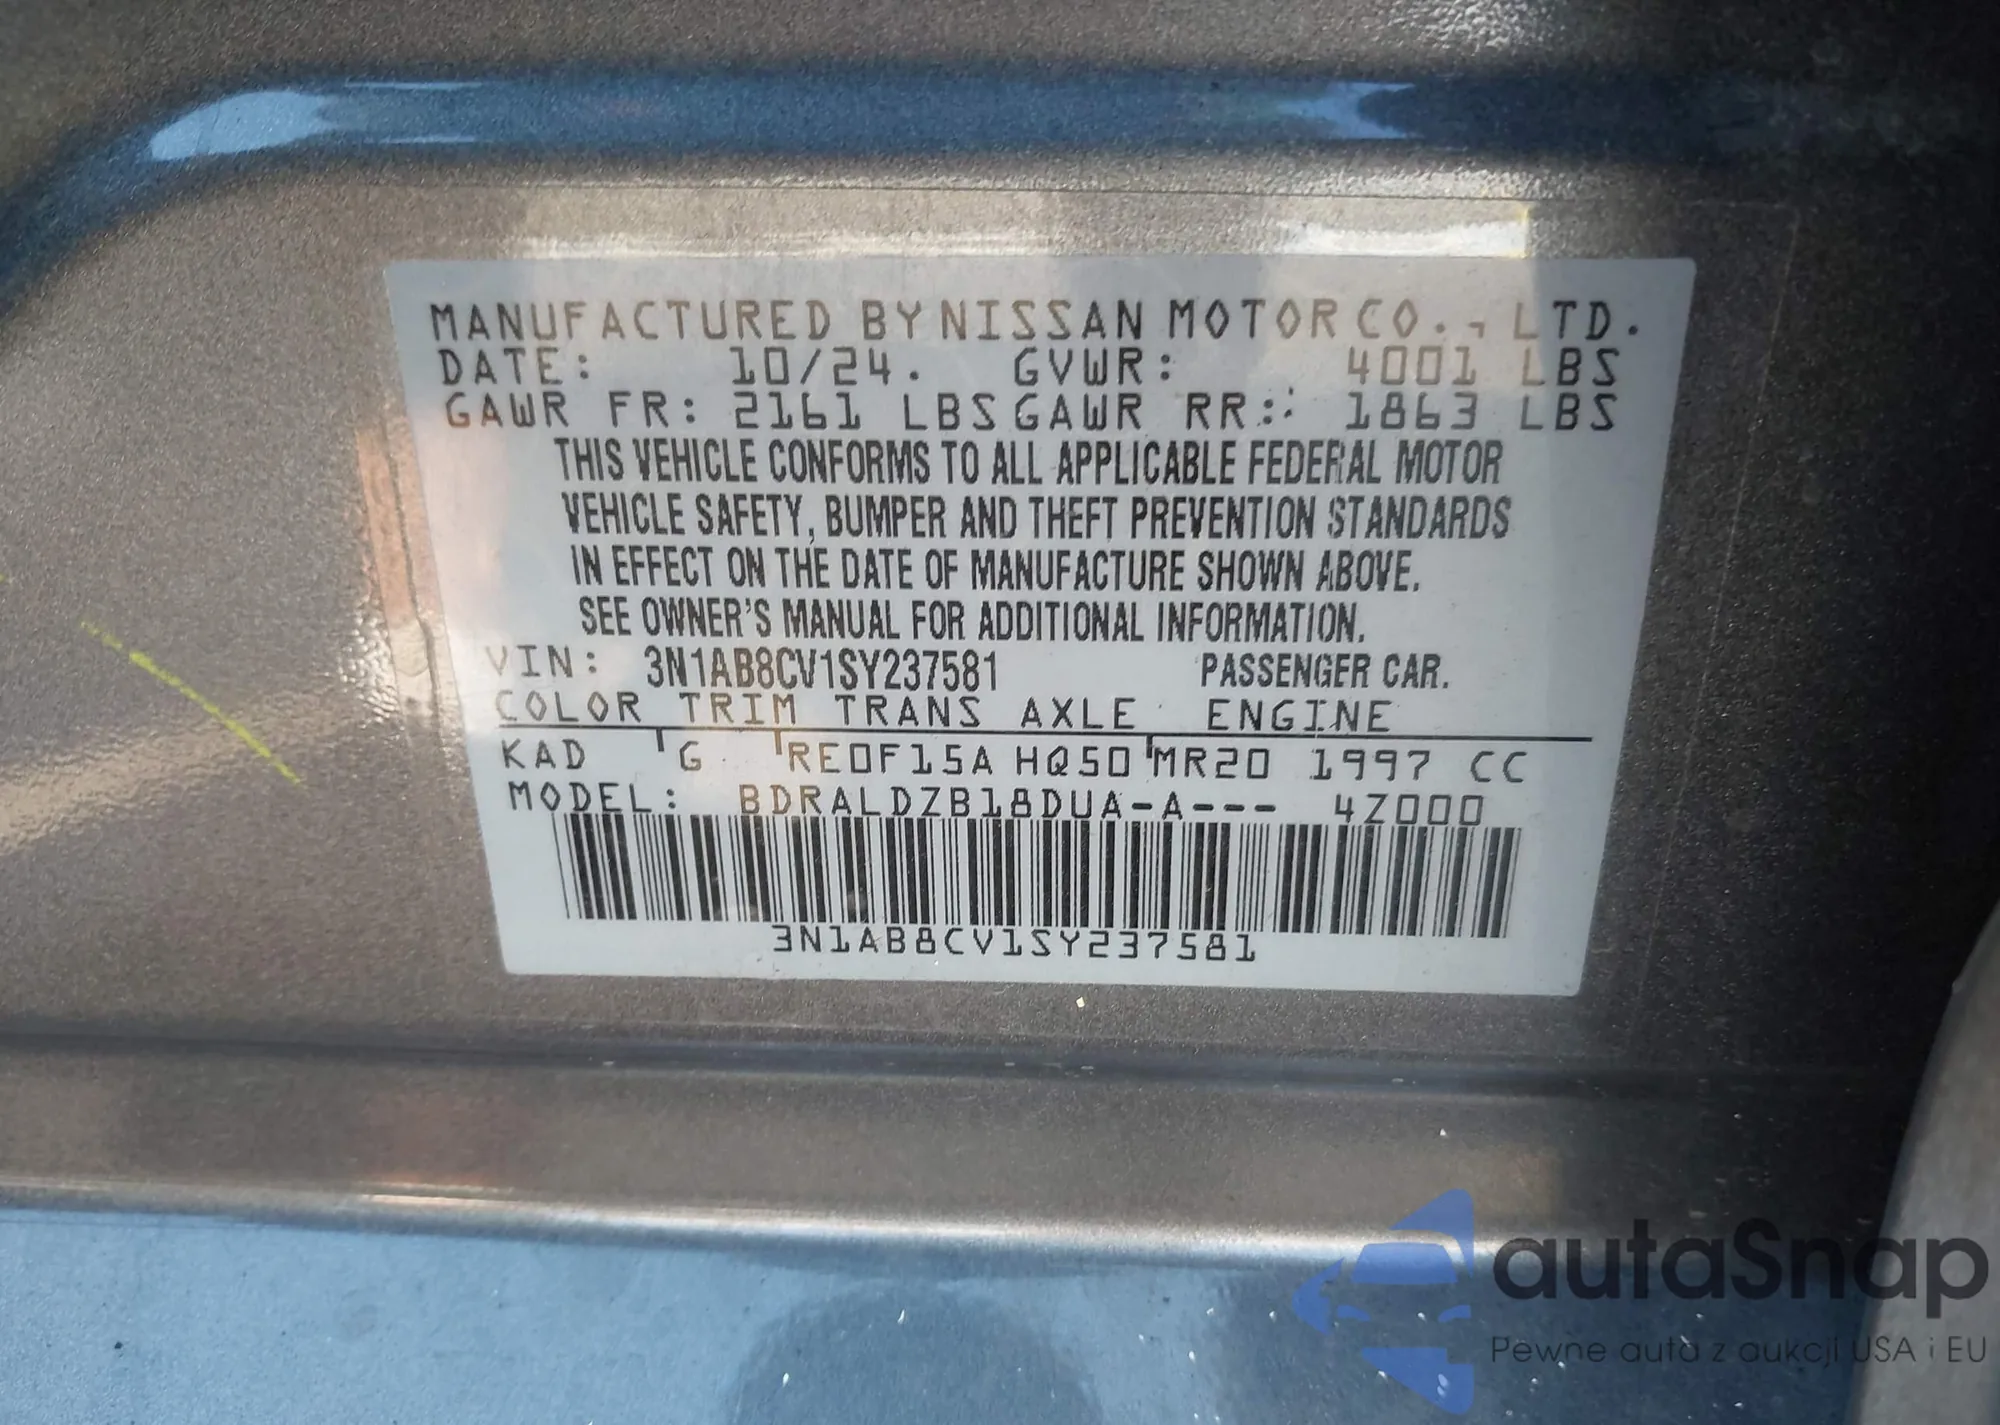 MANUFACTURED BY NISSAN MOTOR CO., LTD.
DATE: 10/24. GVWR: 4001 LBS
GAWR FR: 2161 LBS GAWR RR: 1863 LBS
THIS VEHICLE CONFORMS TO ALL APPLICABLE FEDERAL MOTOR
VEHICLE SAFETY, BUMPER AND THEFT PREVENTION STANDARDS
IN EFFECT ON THE DATE OF MANUFACTURE SHOWN ABOVE.
SEE OWNER'S MANUAL FOR ADDITIONAL INFORMATION.
VIN: 3N1AB8CV1SY237581 PASSENGER CAR.
COLOR TRIM TRANS AXLE ENGINE
KAD G RE0F15A HQ50 MR20 1997 CC
MODEL: BDRALDZB18DUA-A--- 4Z000
3N1AB8CV1SY237581
autaSnap
Pewne auta z aukcji USA i EU